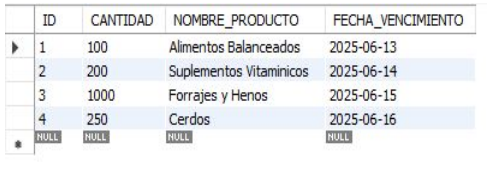 ID CANTIDAD NOMBRE_PRODUCTO FECHA_VENCIMIENTO
1 100 Alimentos Balanceados 2025-06-13
2 200 Suplementos Vitaminicos 2025-06-14
3 1000 Forrajes y Henos 2025-06-15
4 250 Cerdos 2025-06-16
NULL NULL NULL NULL